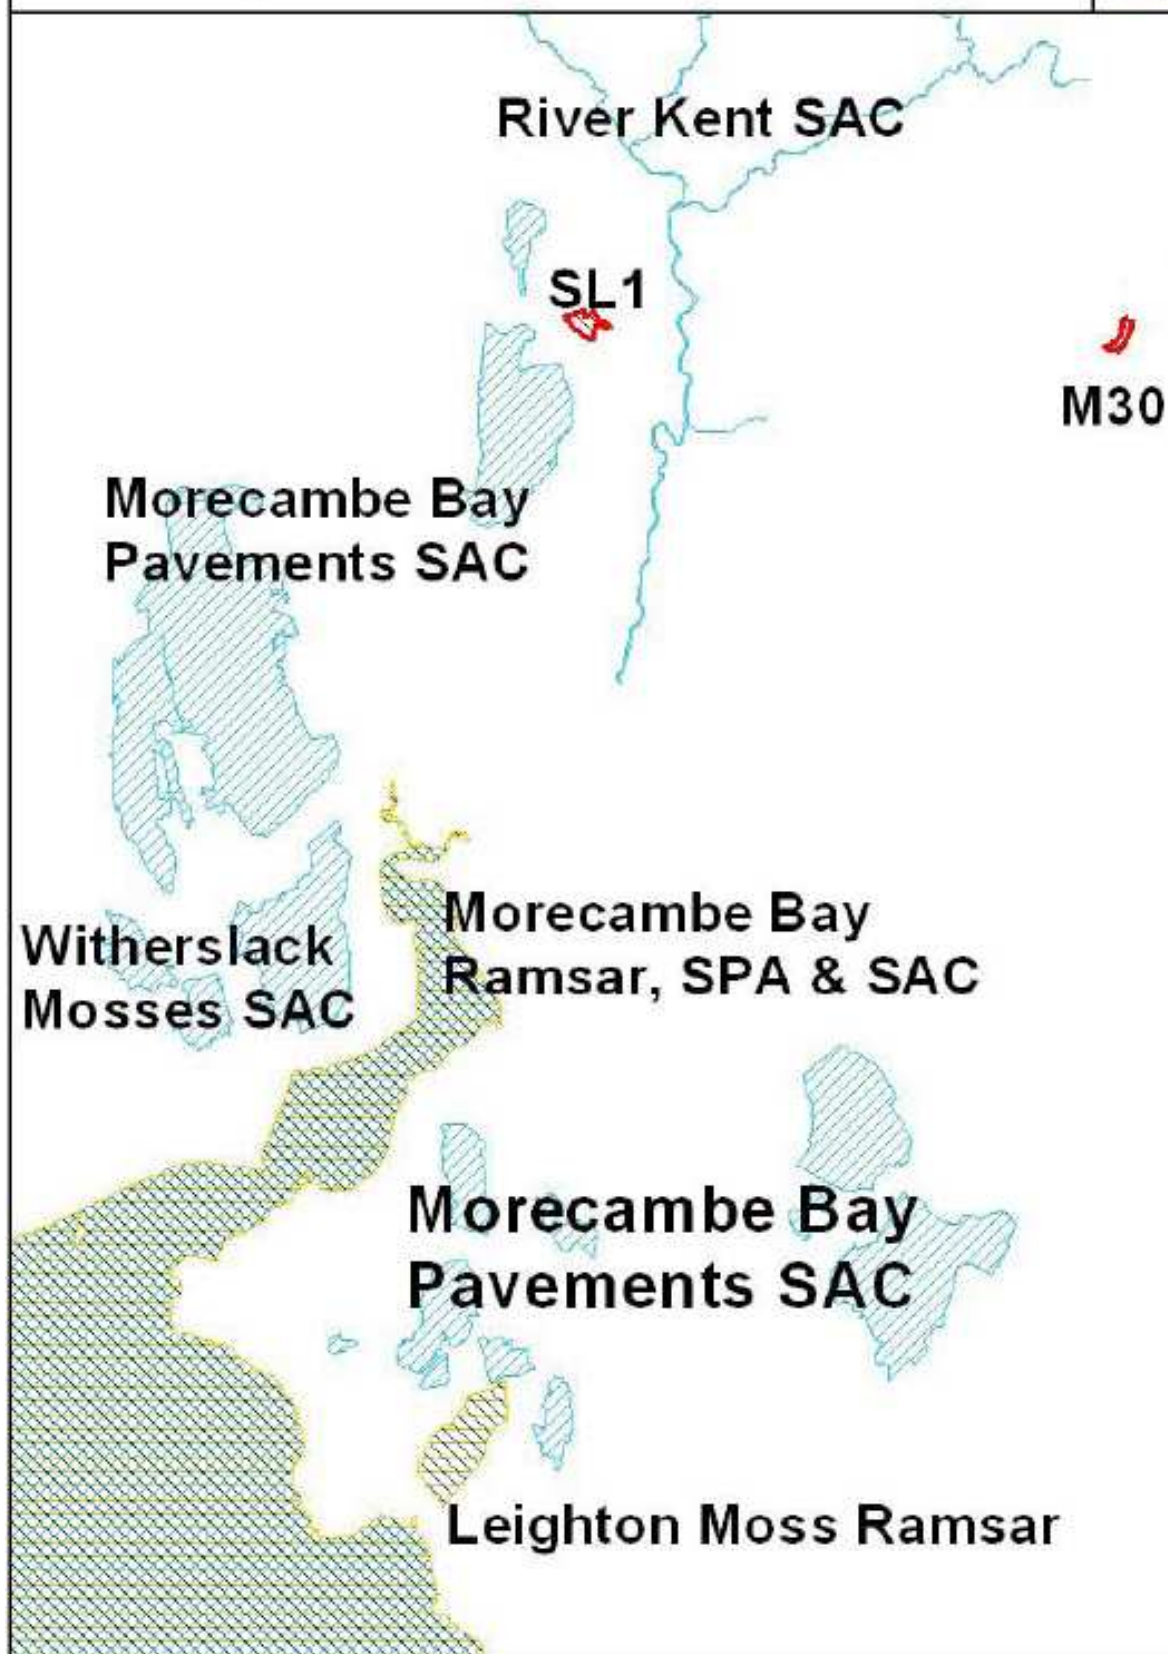 River Kent SAC
SL1
M30
Morecambe Bay
Pavements SAC
Witherslack
Mosses SAC
Morecambe Bay
Ramsar, SPA & SAC
Morecambe Bay
Pavements SAC
Leighton Moss Ramsar